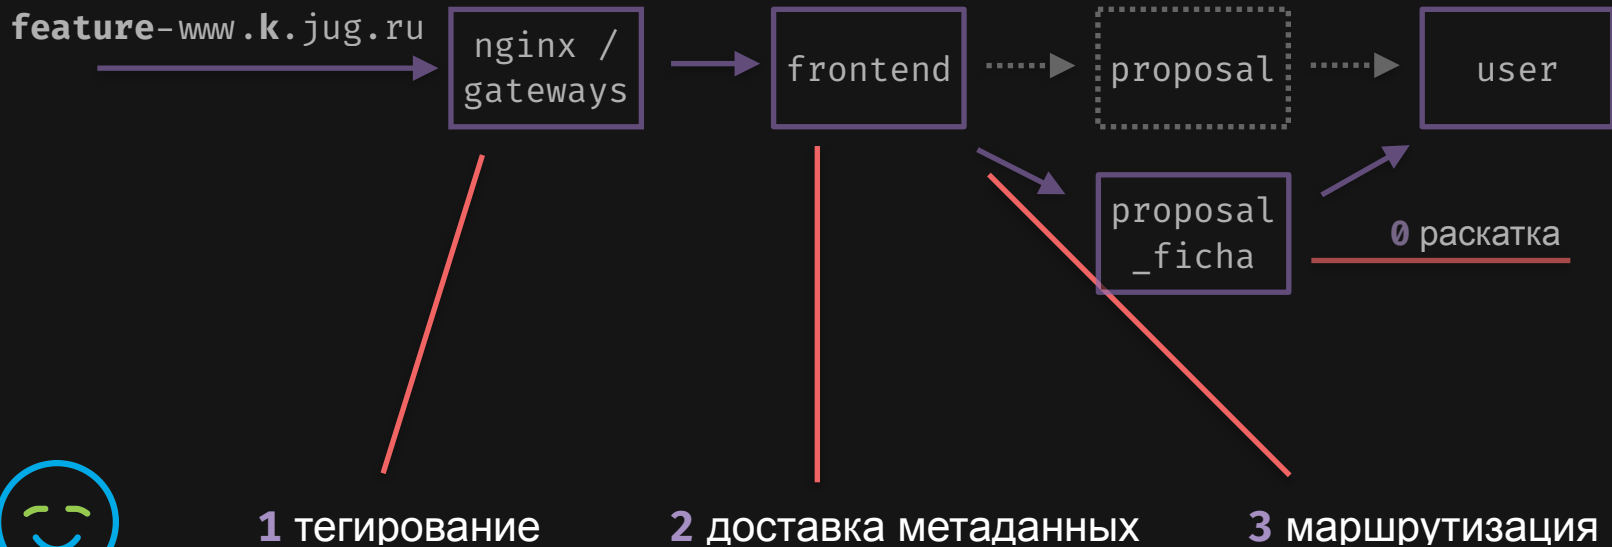 feature-www.k.jug.ru
nginx /
gateways
frontend
proposal
user
proposal
_ficha
0 раскатка
1 тегирование
2 доставка метаданных
3 маршрутизация